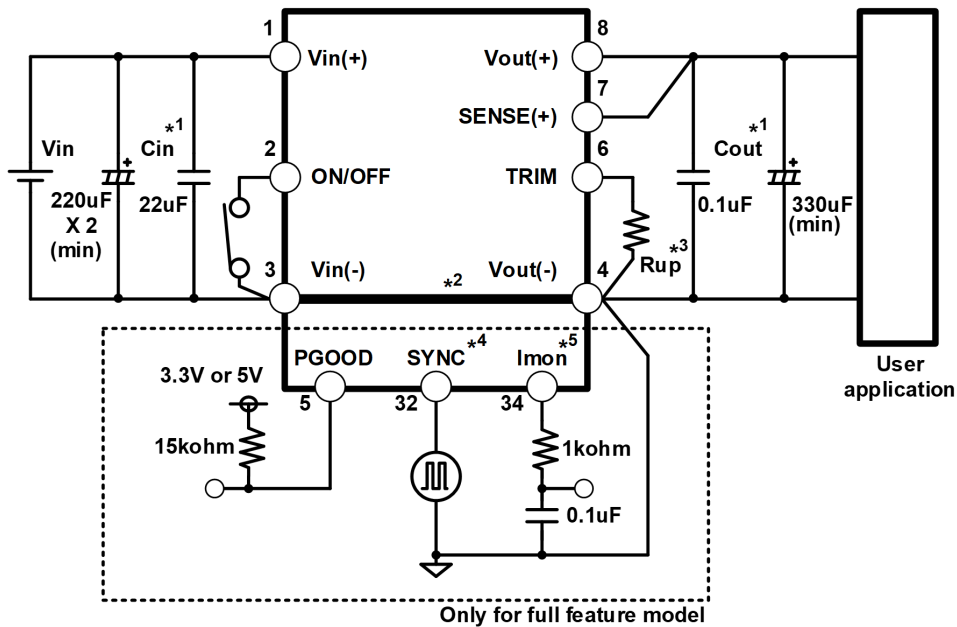 1
8
Vin(+)
Vout(+)
7
SENSE(+)
Vin
*1
Cin
2
6
*1
Cout
ON/OFF
TRIM
220uF
X 2
(min)
22uF
0.1uF
330uF
(min)
3
Vin(-)
*2
Vout(-)
4
Rup*3
PGOOD
SYNC*4
Imon*5
User
application
3.3V or 5V
5
32
34
15kohm
1kohm
0.1uF
Only for full feature model